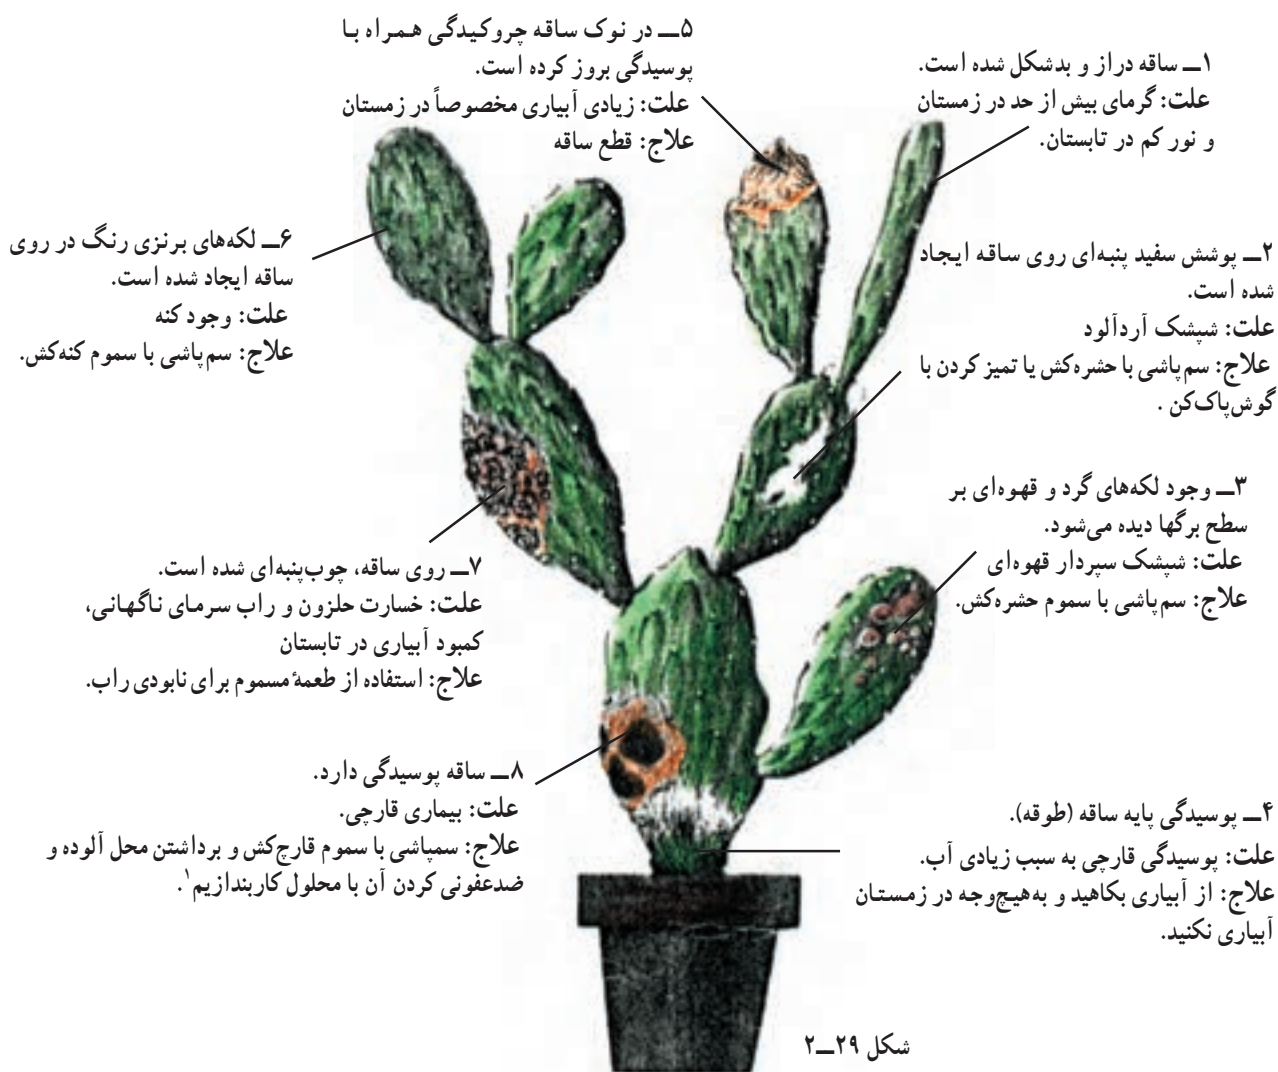 ۱ــ ساقه دراز و بدشکل شده است.
علت: گرمای بیش از حد در زمستان
و نور کم در تابستان.
۲ــ پوشش سفید پنبه‌ای روی ساقه ایجاد
شده است.
علت: شپشک آردآلود
علاج: سم‌پاشی با حشره‌کش یا تمیز کردن با
گوش‌پاک‌کن .
۳ــ وجود لکه‌های گرد و قهوه‌ای بر
سطح برگها دیده می‌شود.
علت: شپشک سپردار قهوه‌ای
علاج: سم‌پاشی با سموم حشره‌کش.
۴ــ پوسیدگی پایه ساقه (طوقه).
علت: پوسیدگی قارچی به سبب زیادی آب.
علاج: از آبیاری بکاهید و به‌هیچ‌وجه در زمستان
آبیاری نکنید.
۵ــ در نوک ساقه چروکیدگی همراه با
پوسیدگی بروز کرده است.
علت: زیادی آبیاری مخصوصاً در زمستان
علاج: قطع ساقه
۶ــ لکه‌های برنزی رنگ در روی
ساقه ایجاد شده است.
علت: وجود کنه
علاج: سم‌پاشی با سموم کنه‌کش.
۷ــ روی ساقه، چوب‌پنبه‌ای شده است.
علت: خسارت حلزون و راب سرمای ناگهانی،
کمبود آبیاری در تابستان
علاج: استفاده از طعمهٔ مسموم برای نابودی راب.
۸ــ ساقه پوسیدگی دارد.
علت: بیماری قارچی.
علاج: سمپاشی با سموم قارچ‌کش و برداشتن محل آلوده و
ضدعفونی کردن آن با محلول کاربندازیم۱.
شکل ۲۹ــ۲